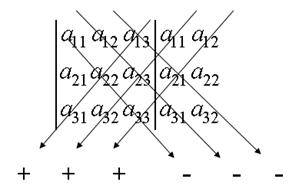 a11 a12 a13 a11 a12
a21 a22 a23 a21 a22
a31 a32 a33 a31 a32
+ + + - - -